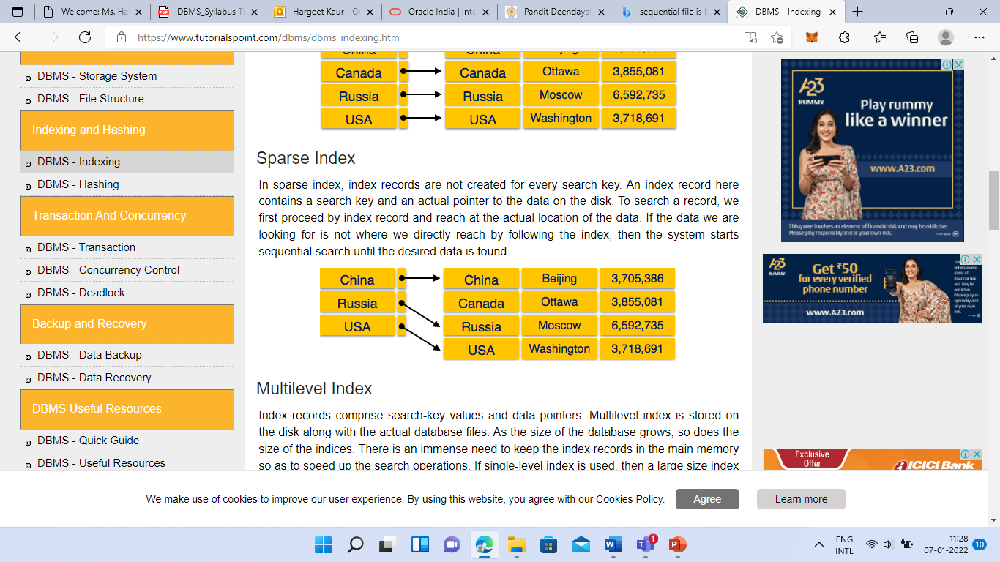 Welcome: Ms. Ha
DBMS_Syllabus T
Hargeet Kaur - O
Oracle India | Inte
Pandit Deendayal
sequential file is b
DBMS - Indexing
https://www.tutorialspoint.com/dbms/dbms_indexing.htm
DBMS - Storage System
DBMS - File Structure
Indexing and Hashing
DBMS - Indexing
DBMS - Hashing
Transaction And Concurrency
DBMS - Transaction
DBMS - Concurrency Control
DBMS - Deadlock
Backup and Recovery
DBMS - Data Backup
DBMS - Data Recovery
DBMS Useful Resources
DBMS - Quick Guide
DBMS - Useful Resources
China China
Canada Canada Ottawa 3,855,081
Russia Russia Moscow 6,592,735
USA USA Washington 3,718,691
Sparse Index
In sparse index, index records are not created for every search key. An index record here
contains a search key and an actual pointer to the data on the disk. To search a record, we
first proceed by index record and reach at the actual location of the data. If the data we are
looking for is not where we directly reach by following the index, then the system starts
sequential search until the desired data is found.
China China Beijing 3,705,386
Russia Canada Ottawa 3,855,081
USA Russia Moscow 6,592,735
USA Washington 3,718,691
Multilevel Index
Index records comprise search-key values and data pointers. Multilevel index is stored on
the disk along with the actual database files. As the size of the database grows, so does the
size of the indices. There is an immense need to keep the index records in the main memory
so as to speed up the search operations. If single-level index is used, then a large size index
A23
RUMMY
Play rummy
like a winner
www.A23.com
This game involves an element of financial risk and may be addictive.
Please play responsibly and at your own risk.
A23
RUMMY
Get ₹50
for every verified
phone number
www.A23.com
Exclusive
Offer
ICICI Bank
We make use of cookies to improve our user experience. By using this website, you agree with our Cookies Policy.
Agree
Learn more
1
ENG
INTL
11:28
07-01-2022
10